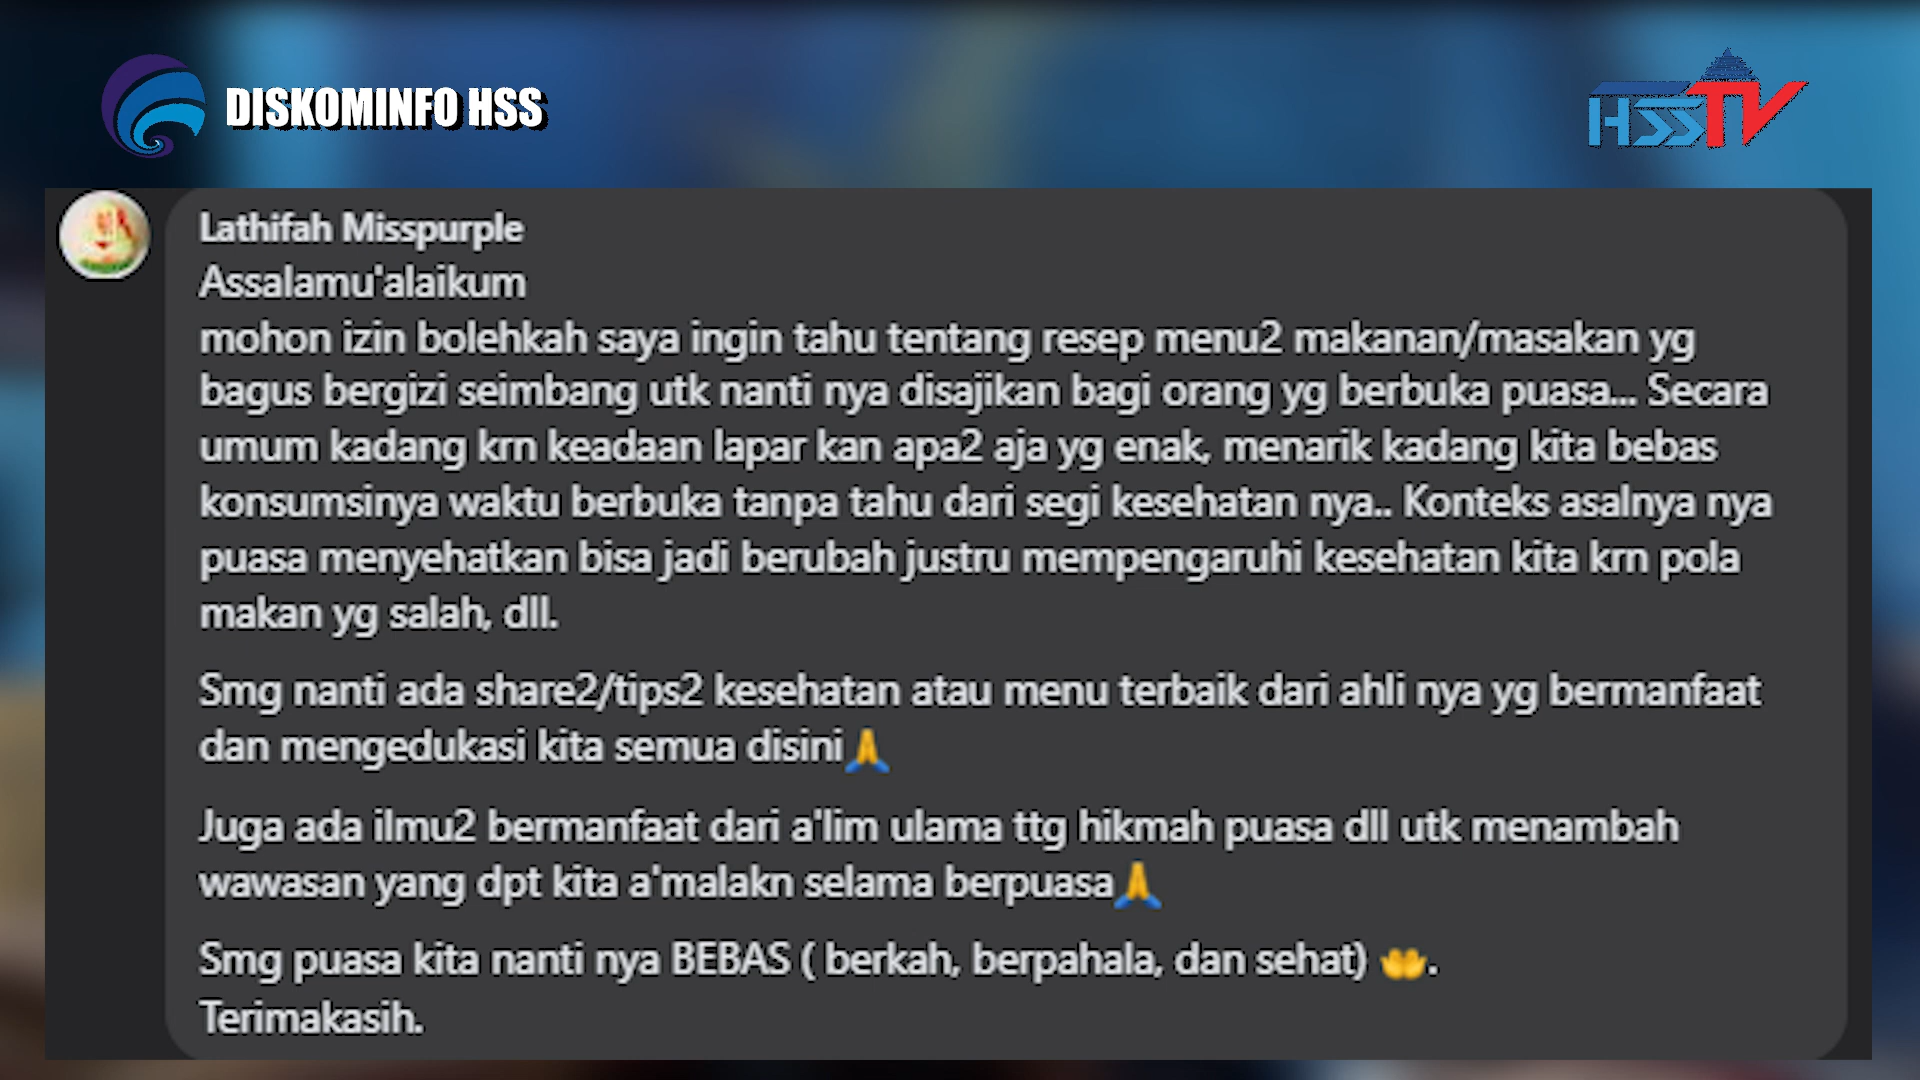 DISKOMINFO HSS
HSSTV
Lathifah Misspurple
Assalamu'alaikum
mohon izin bolehkah saya ingin tahu tentang resep menu2 makanan/masakan yg
bagus bergizi seimbang utk nanti nya disajikan bagi orang yg berbuka puasa... Secara
umum kadang krn keadaan lapar kan apa2 aja yg enak, menarik kadang kita bebas
konsumsinya waktu berbuka tanpa tahu dari segi kesehatan nya.. Konteks asalnya nya
puasa menyehatkan bisa jadi berubah justru mempengaruhi kesehatan kita krn pola
makan yg salah, dll.
Smg nanti ada share2/tips2 kesehatan atau menu terbaik dari ahli nya yg bermanfaat
dan mengedukasi kita semua disini🙏
Juga ada ilmu2 bermanfaat dari a'lim ulama ttg hikmah puasa dll utk menambah
wawasan yang dpt kita a'malakn selama berpuasa🙏
Smg puasa kita nanti nya BEBAS ( berkah, berpahala, dan sehat) 🤲.
Terimakasih.